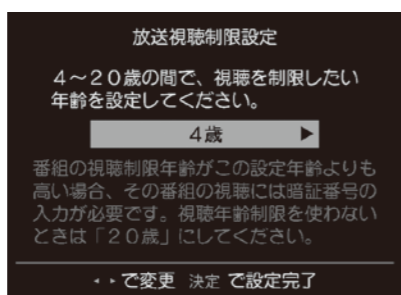 放送視聴制限設定
4～20歳の間で、視聴を制限したい
年齢を設定してください。
4歳 ▶
番組の視聴制限年齢がこの設定年齢よりも
高い場合、その番組の視聴には暗証番号の
入力が必要です。視聴年齢制限を使わない
ときは「20歳」にしてください。
◂ ▸ で変更 決定 で設定完了